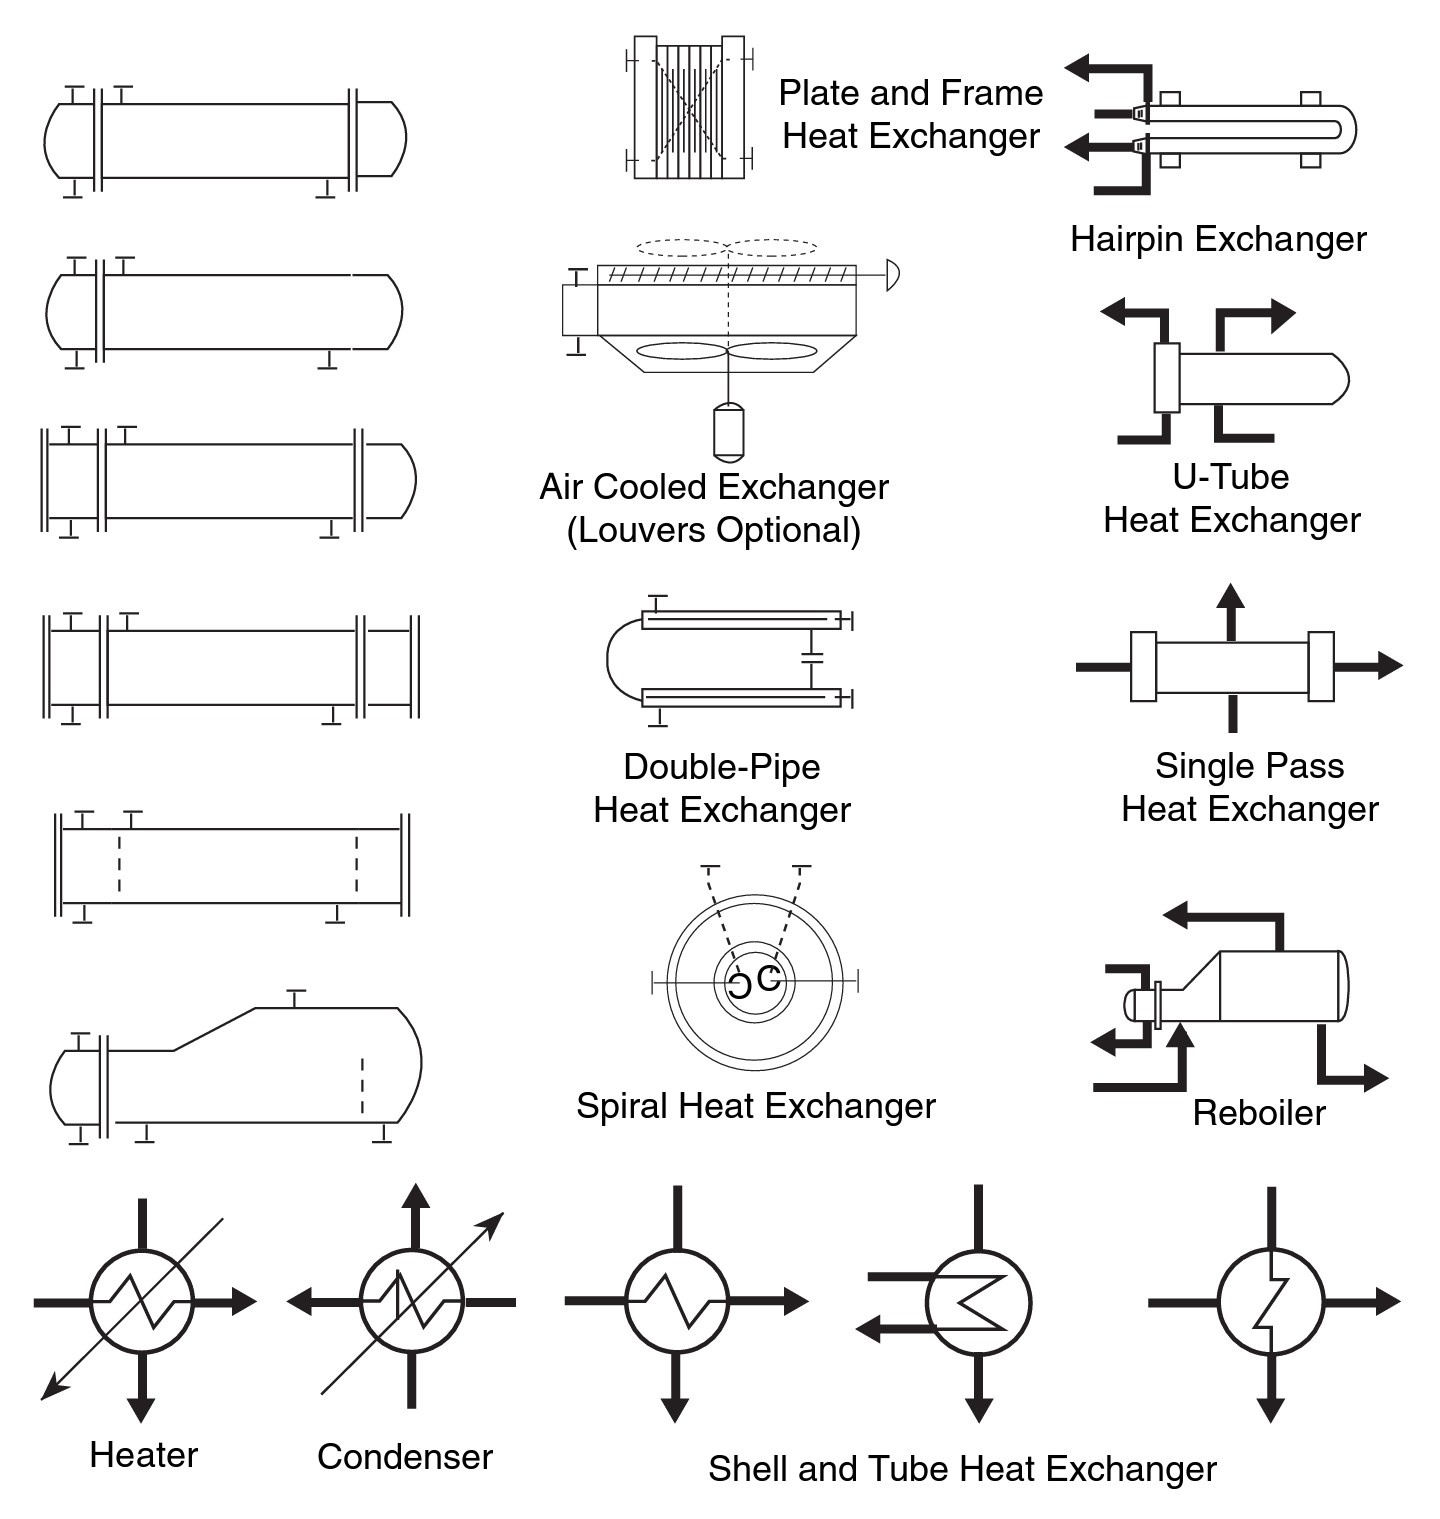 Plate and Frame
Heat Exchanger
Hairpin Exchanger
Air Cooled Exchanger
(Louvers Optional)
U-Tube
Heat Exchanger
Double-Pipe
Heat Exchanger
Single Pass
Heat Exchanger
Spiral Heat Exchanger
Reboiler
Heater
Condenser
Shell and Tube Heat Exchanger